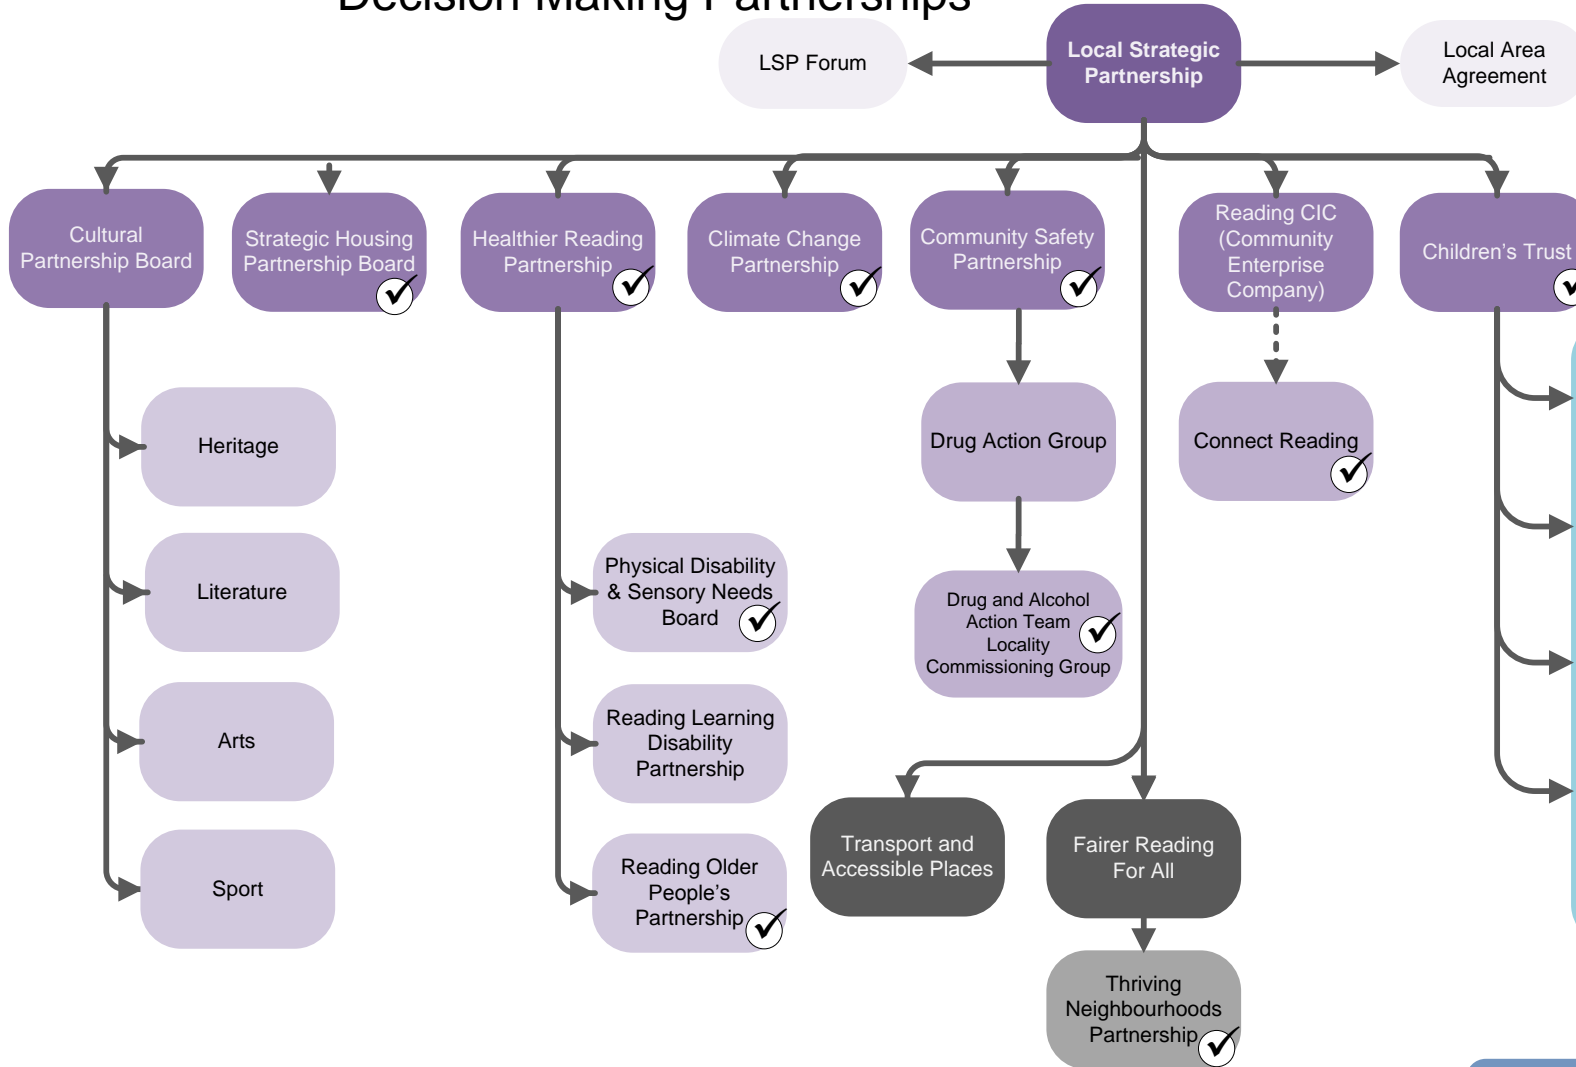 Decision Making Partnerships
LSP Forum
Local Strategic
Partnership
Local Area
Agreement
Cultural
Partnership Board
Strategic Housing
Partnership Board
Healthier Reading
Partnership
Climate Change
Partnership
Community Safety
Partnership
Reading CIC
(Community
Enterprise
Company)
Children's Trust
Heritage
Drug Action Group
Connect Reading
Literature
Physical Disability
& Sensory Needs
Board
Drug and Alcohol
Action Team
Locality
Commissioning Group
Arts
Reading Learning
Disability
Partnership
Transport and
Accessible Places
Fairer Reading
For All
Sport
Reading Older
People's
Partnership
Thriving
Neighbourhoods
Partnership